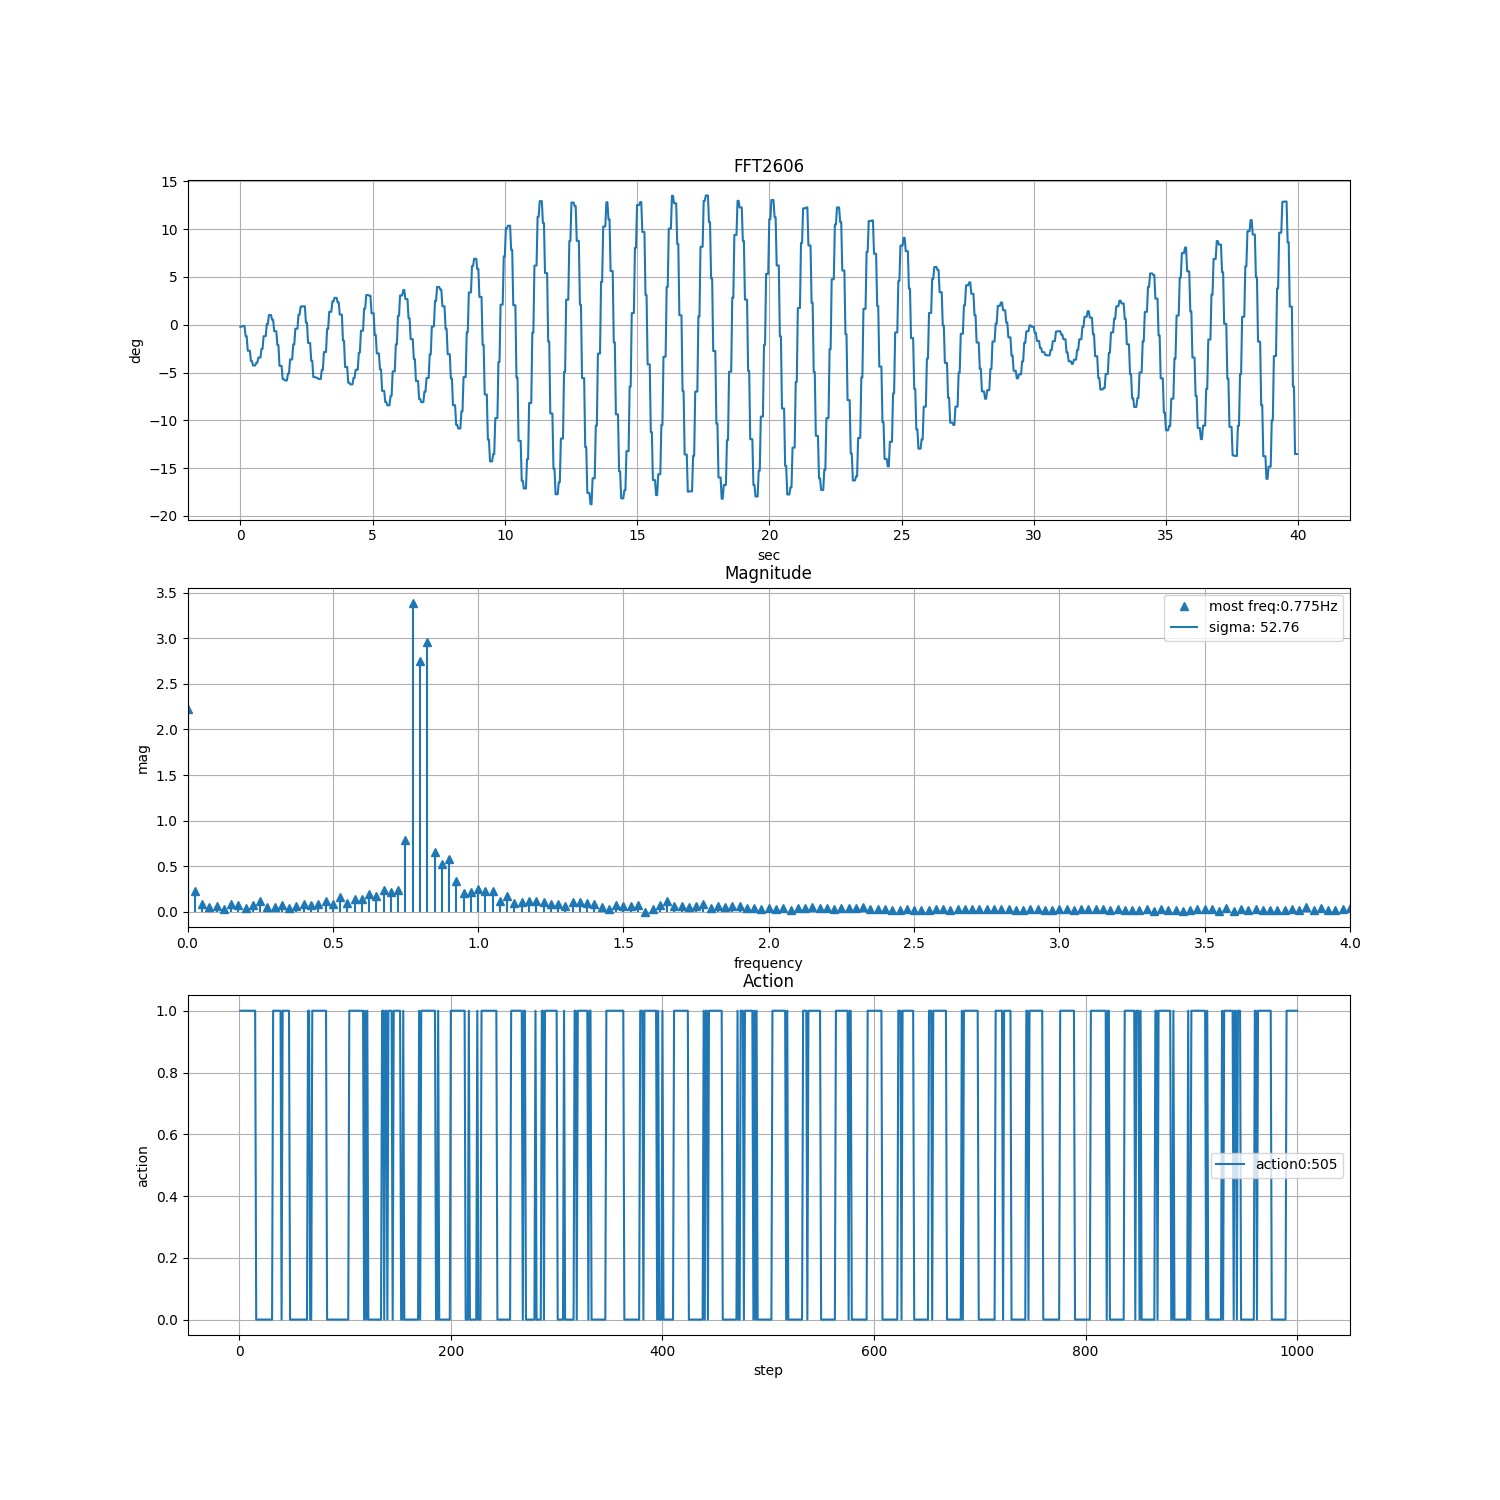 FFT2606
15
10
5
0
−5
−10
−15
−20
deg
0 5 10 15 20 25 30 35 40
sec
Magnitude
3.5
3.0
2.5
2.0
1.5
1.0
0.5
0.0
mag
most freq:0.775Hz
sigma: 52.76
0.0 0.5 1.0 1.5 2.0 2.5 3.0 3.5 4.0
frequency
Action
1.0
0.8
0.6
0.4
0.2
0.0
action
action0:505
0 200 400 600 800 1000
step